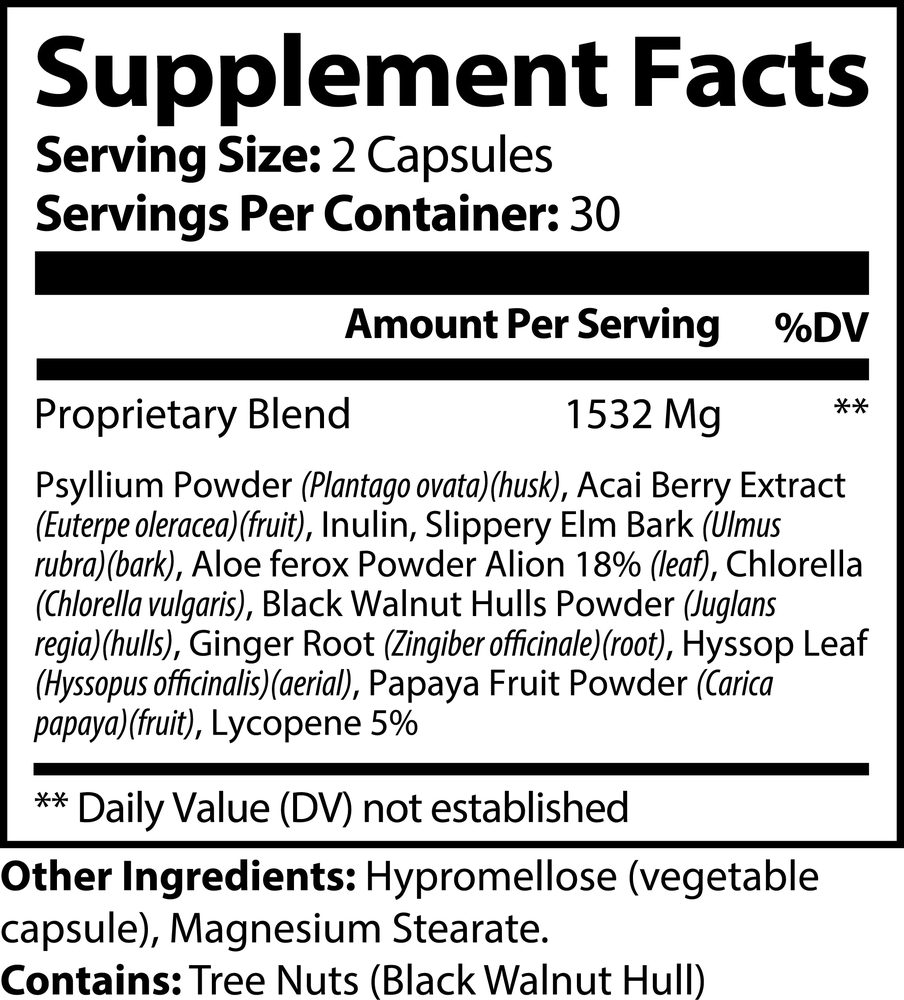 Supplement Facts
Serving Size: 2 Capsules
Servings Per Container: 30
Amount Per Serving %DV
Proprietary Blend 1532 Mg **
Psyllium Powder (Plantago ovata)(husk), Acai Berry Extract
(Euterpe oleracea)(fruit), Inulin, Slippery Elm Bark (Ulmus
rubra)(bark), Aloe ferox Powder Alion 18% (leaf), Chlorella
(Chlorella vulgaris), Black Walnut Hulls Powder (Juglans
regia)(hulls), Ginger Root (Zingiber officinale)(root), Hyssop Leaf
(Hyssopus officinalis)(aerial), Papaya Fruit Powder (Carica
papaya)(fruit), Lycopene 5%
** Daily Value (DV) not established
Other Ingredients: Hypromellose (vegetable
capsule), Magnesium Stearate.
Contains: Tree Nuts (Black Walnut Hull)